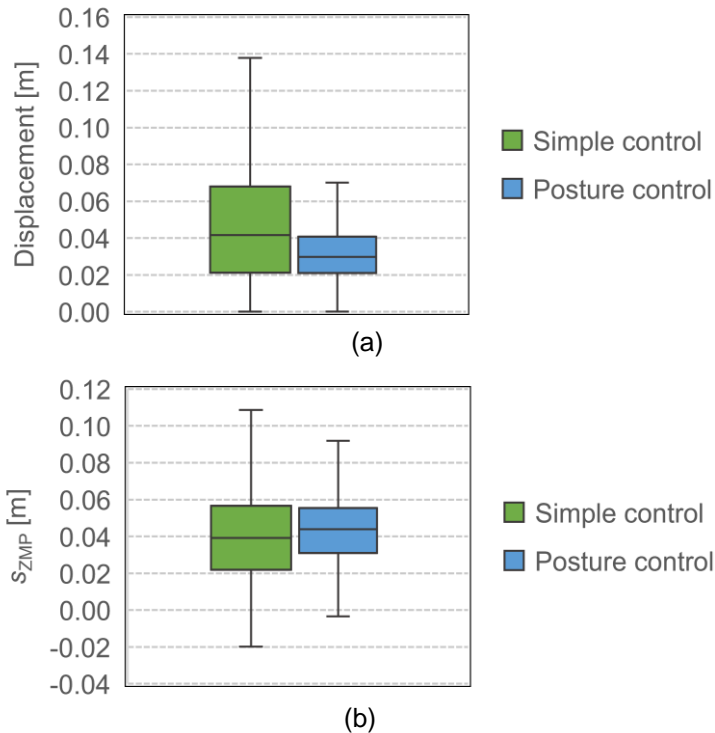 0.16
0.14
0.12
0.10
0.08
0.06
0.04
0.02
0.00
Displacement [m]
Simple control
Posture control
(a)
0.12
0.10
0.08
0.06
0.04
0.02
0.00
-0.02
-0.04
sZMP [m]
Simple control
Posture control
(b)